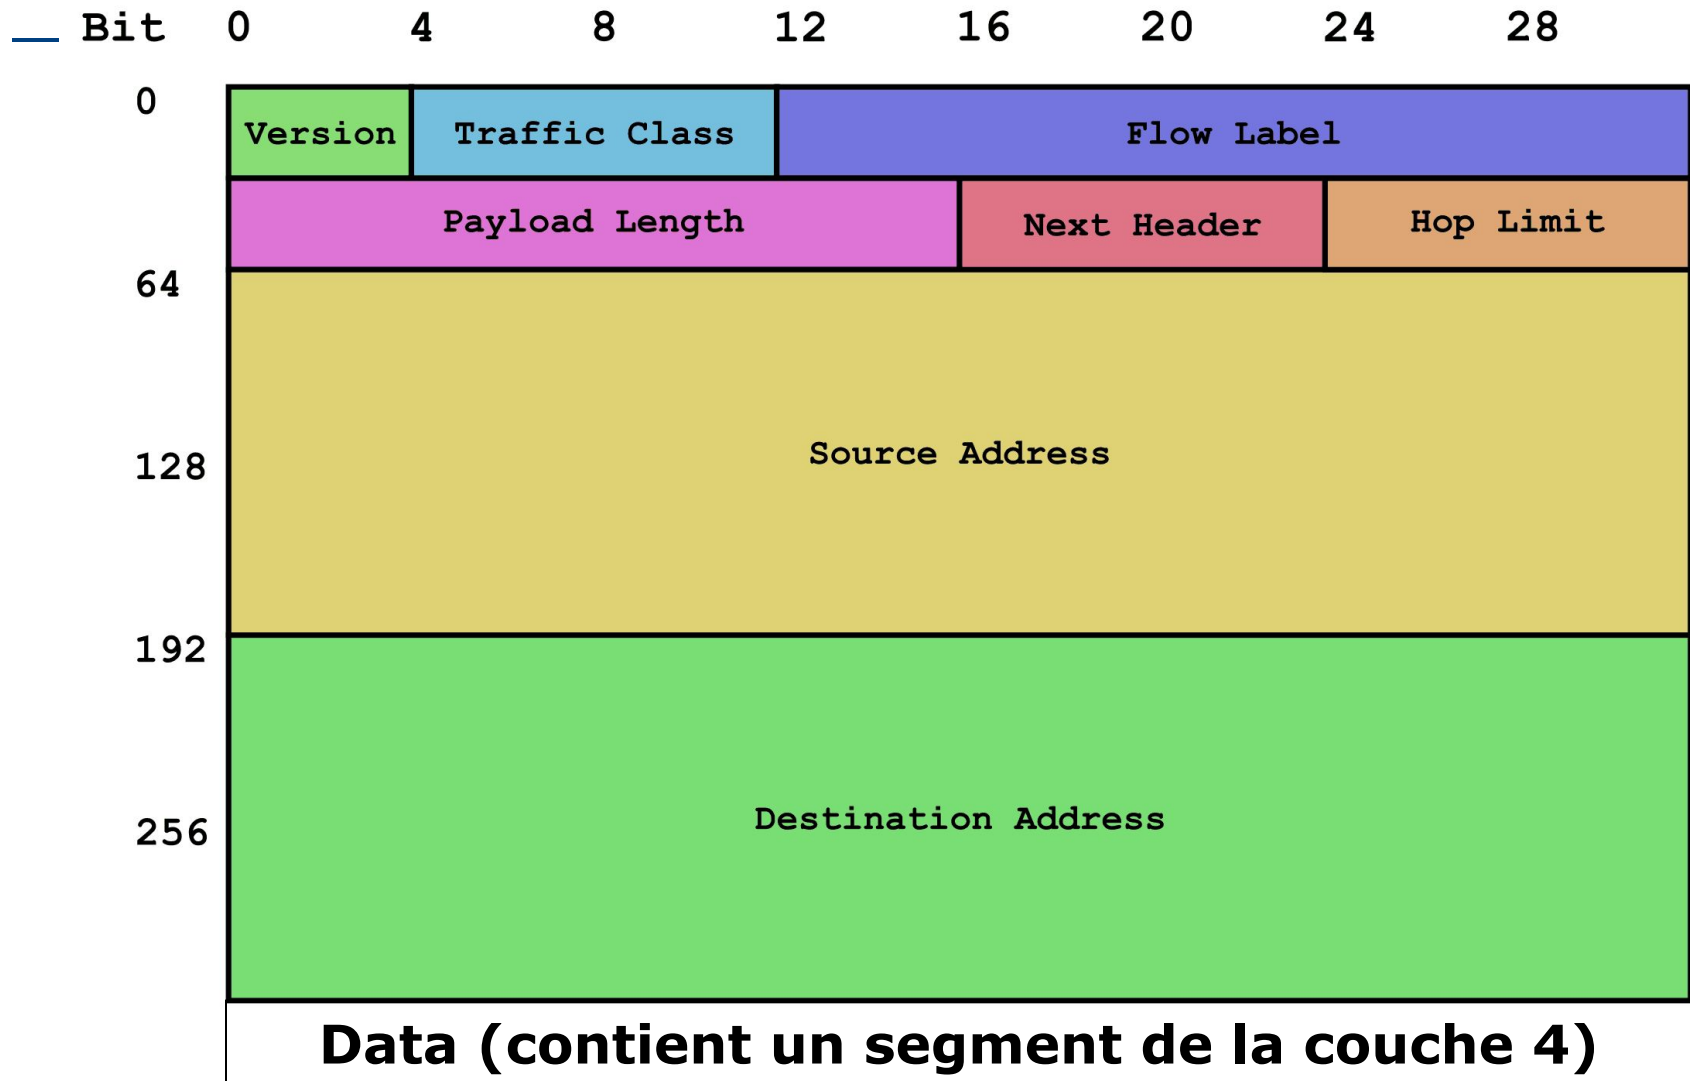 Bit 0 4 8 12 16 20 24 28
0
Version Traffic Class Flow Label
Payload Length Next Header Hop Limit
64
Source Address
128
192
Destination Address
256
Data (contient un segment de la couche 4)